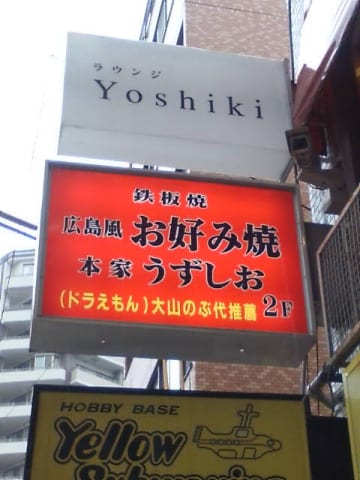 ラウンジ
Yoshiki
鉄板焼
広島風 お好み焼
本家 うずしお
(ドラえもん)大山のぶ代推薦 2F
HOBBY BASE
Yellow
Submarine